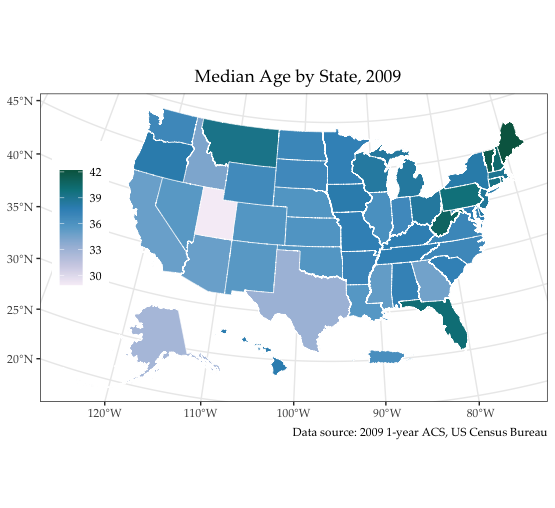 Median Age by State, 2009
45°N
40°N
35°N
30°N
25°N
20°N
42
39
36
33
30
120°W 110°W 100°W 90°W 80°W
Data source: 2009 1-year ACS, US Census Bureau